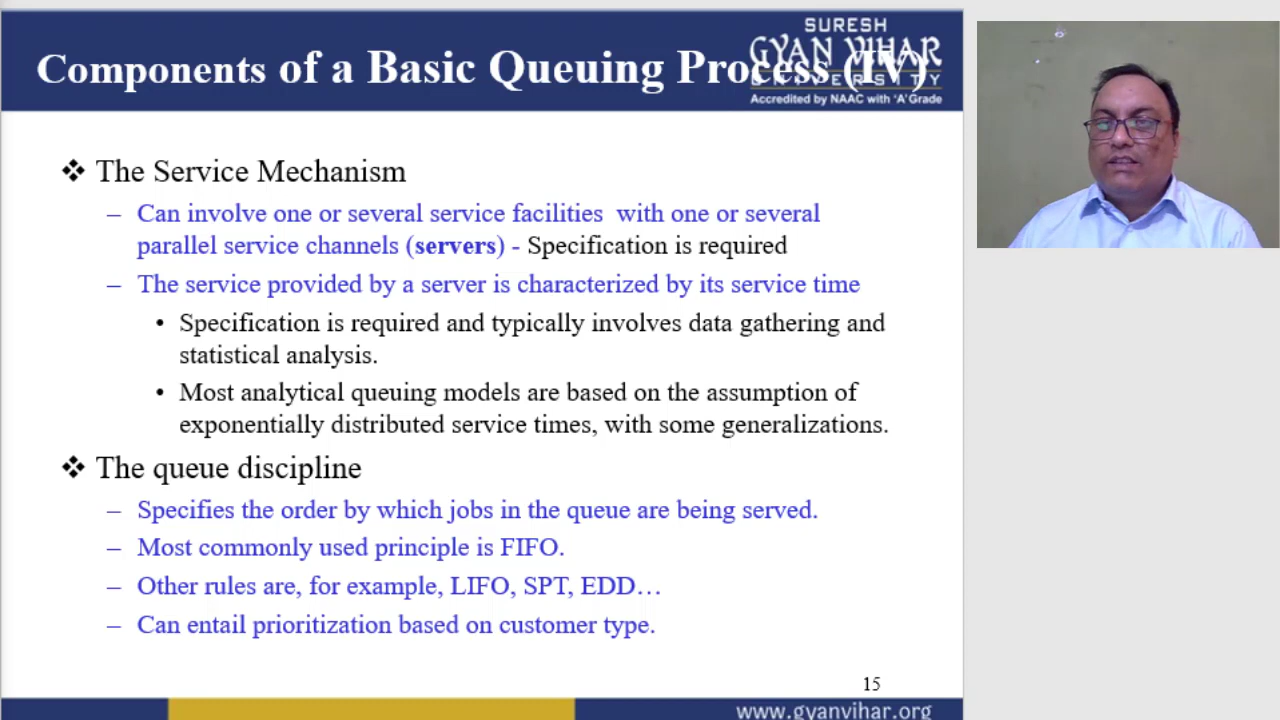 Components of a Basic Queuing Process (IV)
SURESH
GYAN VIHAR
UNIVERSITY
Accredited by NAAC with 'A' Grade
❖ The Service Mechanism
– Can involve one or several service facilities with one or several
parallel service channels (servers) - Specification is required
– The service provided by a server is characterized by its service time
• Specification is required and typically involves data gathering and
statistical analysis.
• Most analytical queuing models are based on the assumption of
exponentially distributed service times, with some generalizations.
❖ The queue discipline
– Specifies the order by which jobs in the queue are being served.
– Most commonly used principle is FIFO.
– Other rules are, for example, LIFO, SPT, EDD…
– Can entail prioritization based on customer type.
15
www.gyanvihar.org